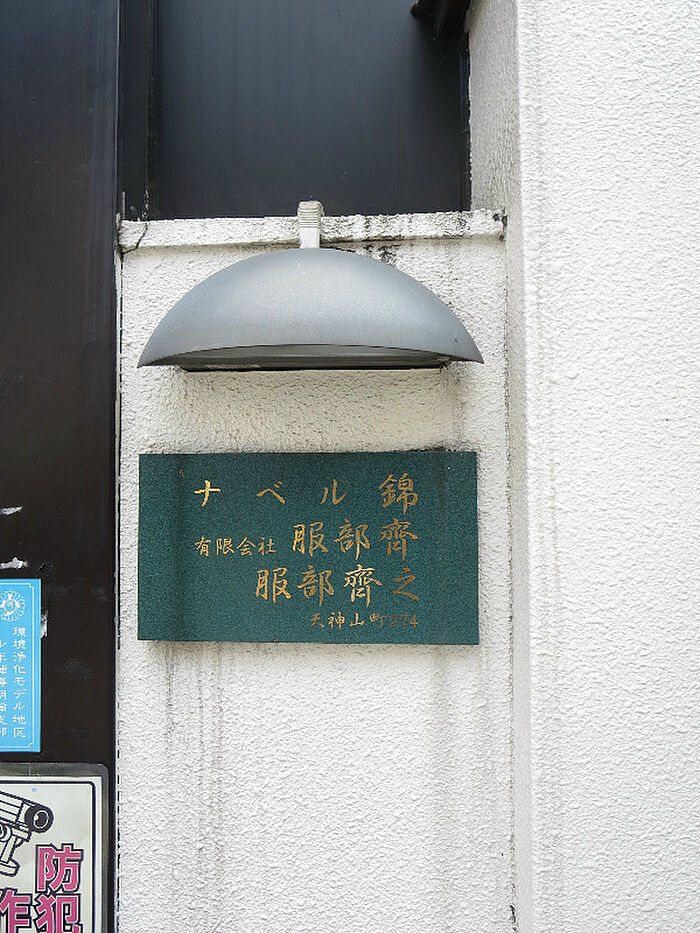 ナベル錦
有限会社 服部齊
服部齊之
天神山町274
環境浄化モデル地区
防犯
作